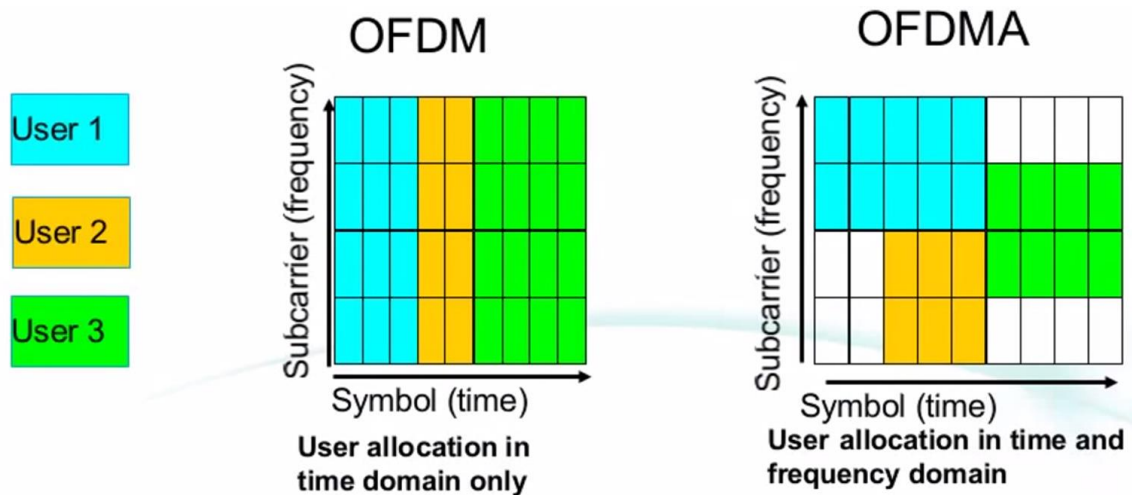 OFDM
OFDMA
User 1
User 2
User 3
Subcarrier (frequency)
Symbol (time)
User allocation in
time domain only
Subcarrier (frequency)
Symbol (time)
User allocation in time and
frequency domain